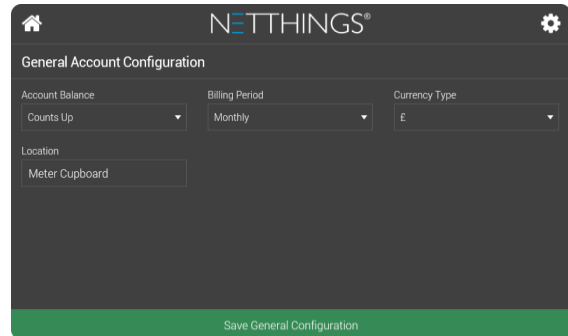 NETTHINGS®
General Account Configuration
Account Balance Billing Period Currency Type
Counts Up Monthly £
Location
Meter Cupboard
Save General Configuration